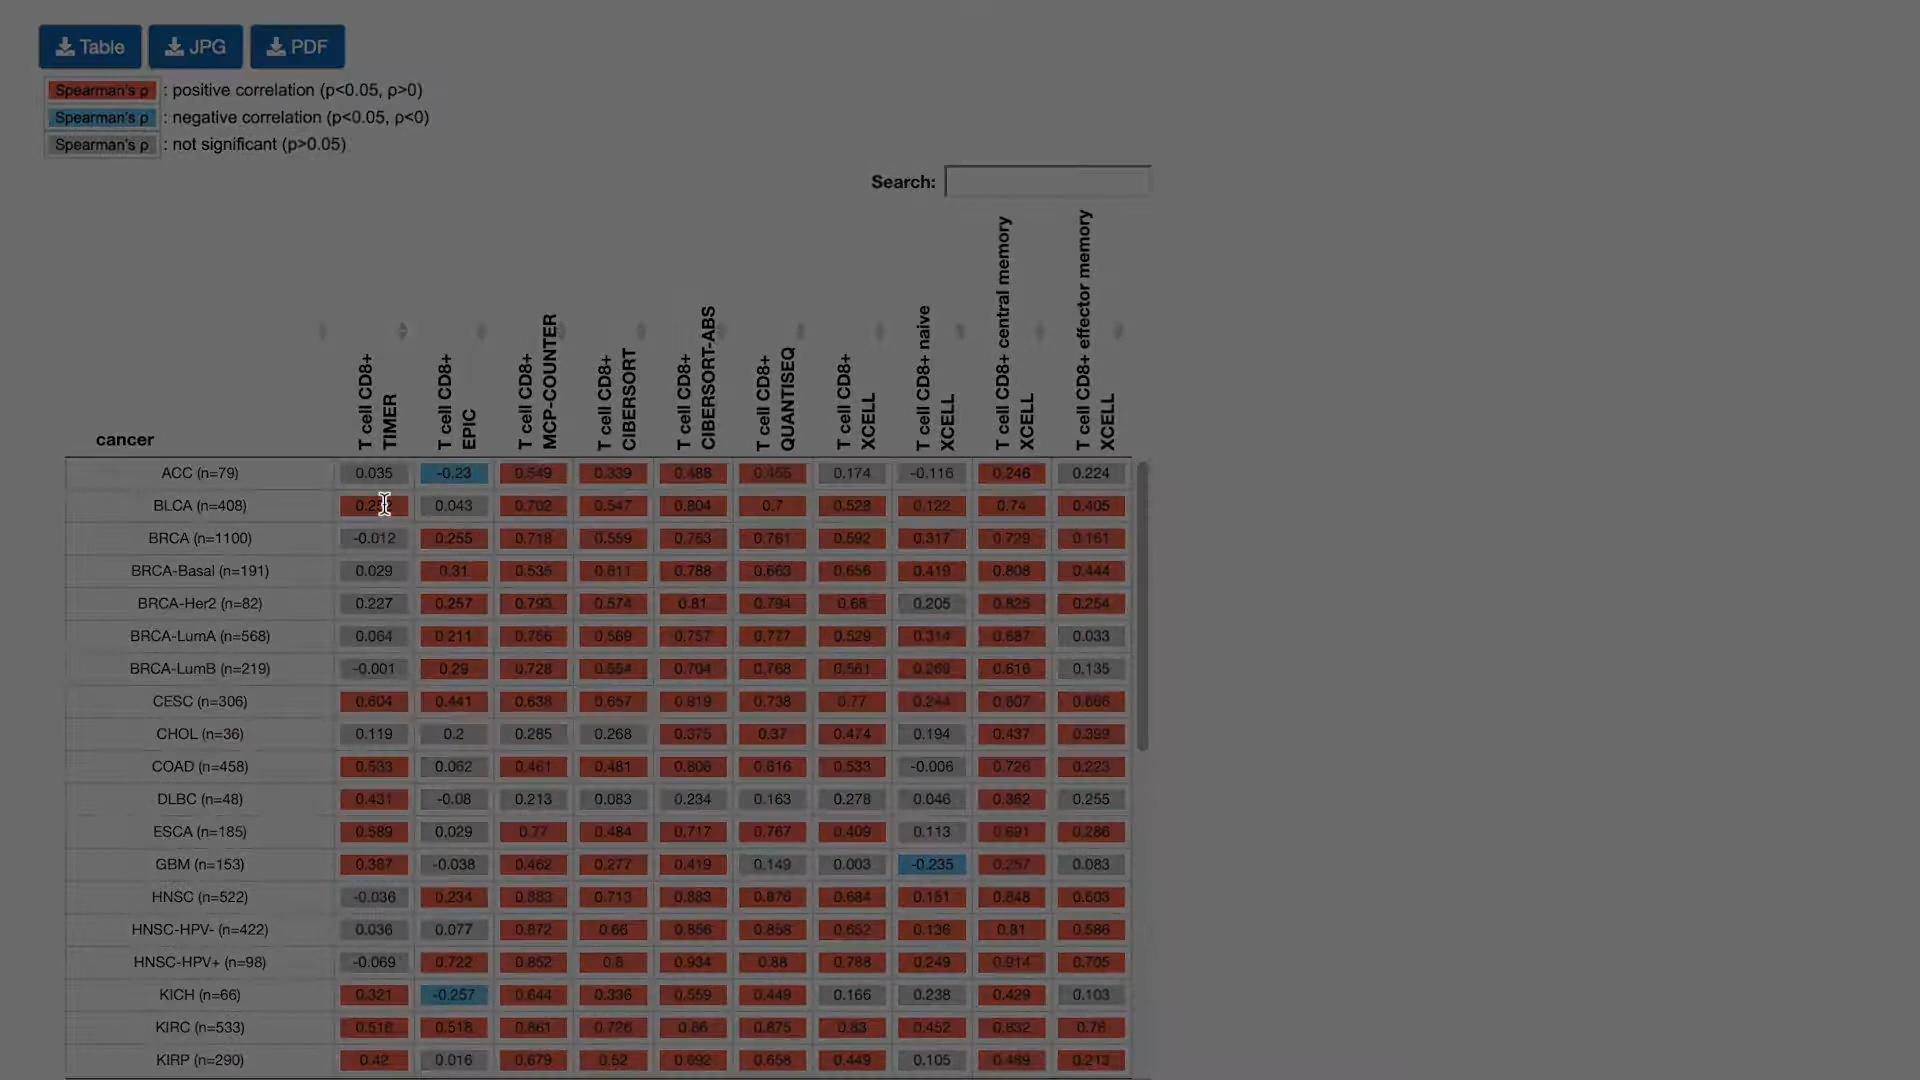 Table JPG PDF
Spearman's ρ : positive correlation (p<0.05, ρ>0)
Spearman's ρ : negative correlation (p<0.05, ρ<0)
Spearman's ρ : not significant (p>0.05)
Search:
cancer
T cell CD8+ TIMER
T cell CD8+ EPIC
T cell CD8+ MCP-COUNTER
T cell CD8+ CIBERSORT
T cell CD8+ CIBERSORT-ABS
T cell CD8+ QUANTISEQ
T cell CD8+ XCELL
T cell CD8+ naive XCELL
T cell CD8+ central memory XCELL
T cell CD8+ effector memory XCELL
ACC (n=79) 0.035 -0.23 0.549 0.339 0.488 0.455 0.174 -0.116 0.246 0.224
BLCA (n=408) 0.043 0.702 0.547 0.804 0.7 0.528 0.122 0.74 0.405
BRCA (n=1100) -0.012 0.255 0.718 0.559 0.763 0.761 0.592 0.317 0.729 0.161
BRCA-Basal (n=191) 0.029 0.31 0.535 0.611 0.788 0.663 0.656 0.419 0.808 0.444
BRCA-Her2 (n=82) 0.227 0.257 0.793 0.574 0.81 0.794 0.68 0.205 0.825 0.254
BRCA-LumA (n=568) 0.064 0.211 0.756 0.569 0.757 0.777 0.529 0.314 0.687 0.033
BRCA-LumB (n=219) -0.001 0.29 0.728 0.554 0.704 0.768 0.561 0.269 0.616 0.135
CESC (n=306) 0.604 0.441 0.638 0.657 0.819 0.738 0.77 0.244 0.807 0.666
CHOL (n=36) 0.119 0.2 0.285 0.268 0.375 0.37 0.474 0.194 0.437 0.399
COAD (n=458) 0.533 0.062 0.461 0.481 0.806 0.616 0.533 -0.006 0.726 0.223
DLBC (n=48) 0.431 -0.08 0.213 0.083 0.234 0.163 0.278 0.046 0.362 0.255
ESCA (n=185) 0.589 0.029 0.77 0.484 0.717 0.767 0.409 0.113 0.691 0.286
GBM (n=153) 0.387 -0.038 0.462 0.277 0.419 0.149 0.003 -0.235 0.257 0.083
HNSC (n=522) -0.036 0.234 0.883 0.713 0.883 0.876 0.684 0.151 0.848 0.603
HNSC-HPV- (n=422) 0.036 0.077 0.872 0.66 0.856 0.858 0.652 0.136 0.81 0.586
HNSC-HPV+ (n=98) -0.069 0.722 0.852 0.8 0.934 0.88 0.788 0.249 0.914 0.705
KICH (n=66) 0.321 -0.257 0.644 0.336 0.559 0.449 0.166 0.238 0.429 0.103
KIRC (n=533) 0.518 0.518 0.861 0.726 0.86 0.875 0.83 0.452 0.832 0.76
KIRP (n=290) 0.42 0.016 0.679 0.52 0.692 0.658 0.449 0.105 0.489 0.213